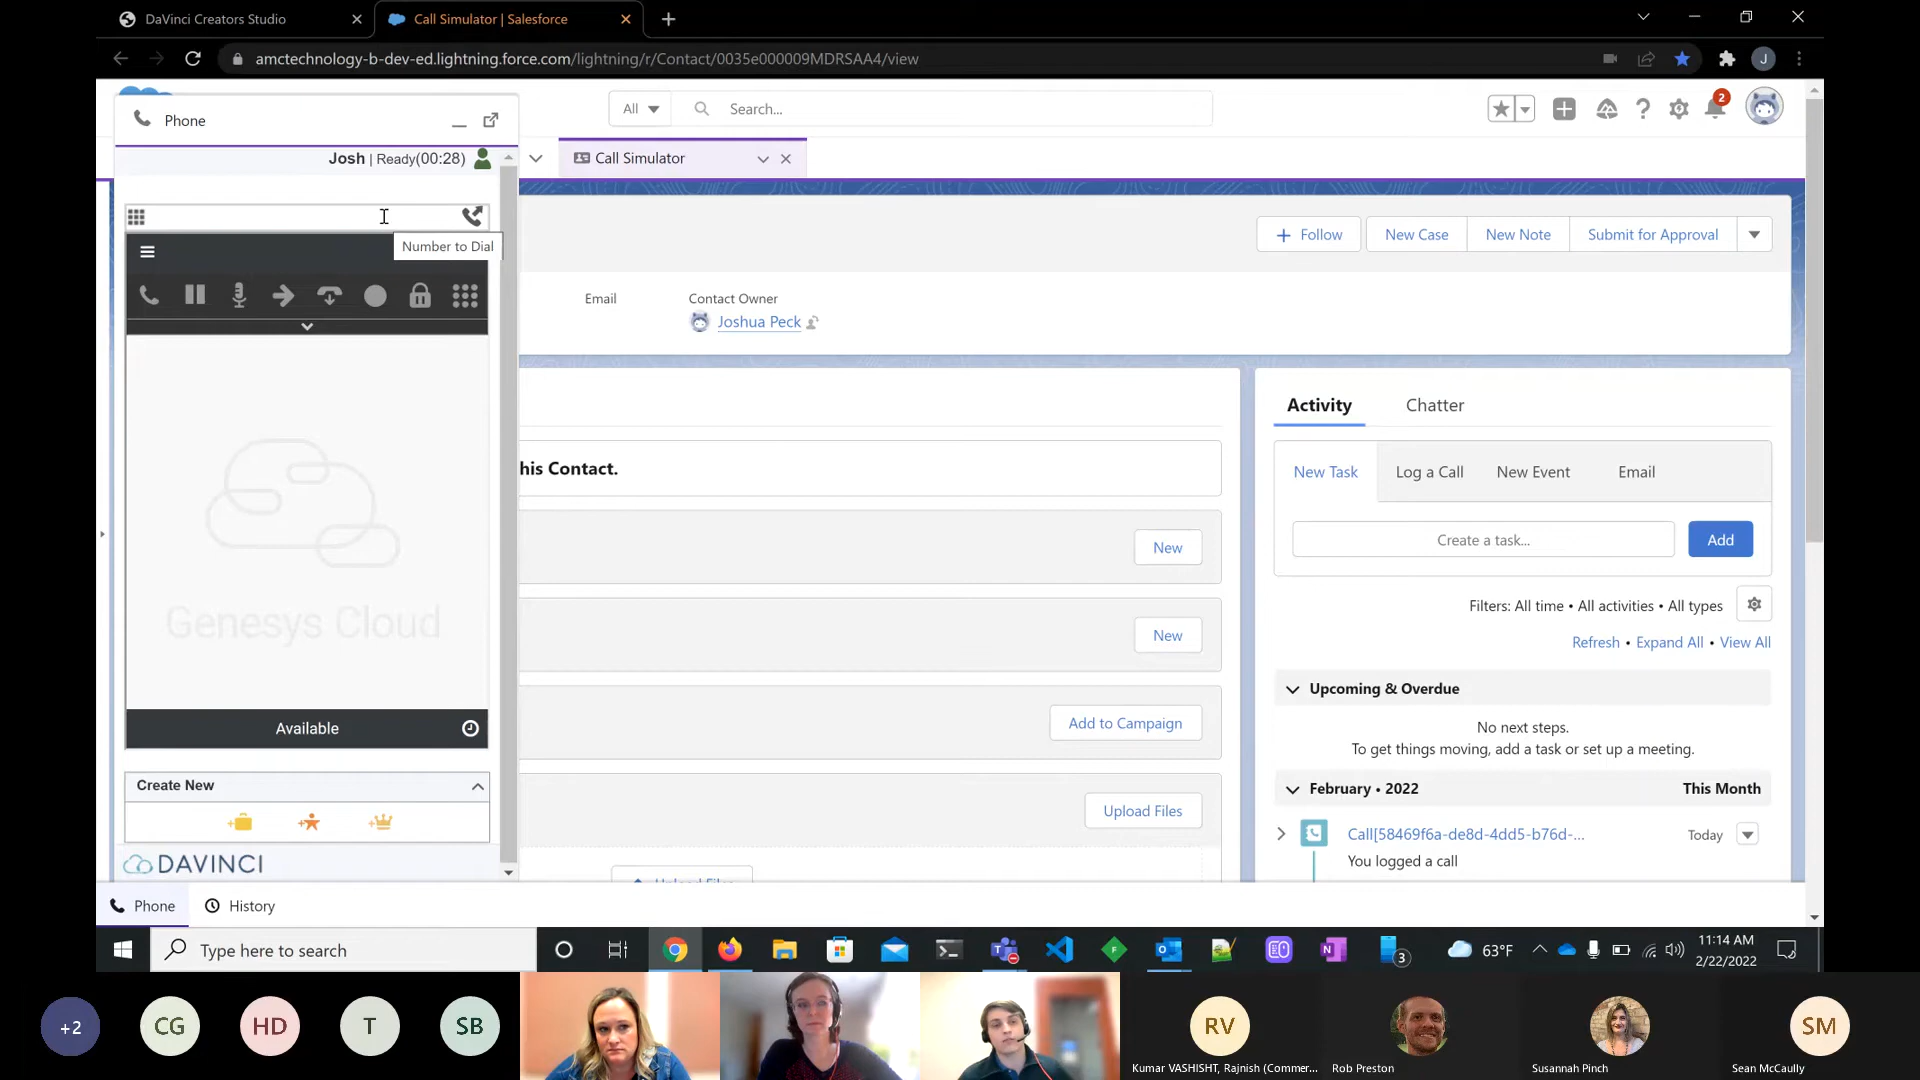 DaVinci Creators Studio
Call Simulator | Salesforce
amctechnology-b-dev-ed.lightning.force.com/lightning/r/Contact/0035e000009MDRSAA4/view
J
Phone
All
Search...
2
Josh | Ready(00:28)
Call Simulator
Number to Dial
Follow
New Case
New Note
Submit for Approval
Email
Contact Owner
Joshua Peck
his Contact.
New
New
Add to Campaign
Upload Files
Activity
Chatter
New Task
Log a Call
New Event
Email
Create a task...
Add
Filters: All time • All activities • All types
Refresh • Expand All • View All
Upcoming & Overdue
No next steps.
To get things moving, add a task or set up a meeting.
February • 2022
This Month
Call[58469f6a-de8d-4dd5-b76d-...
Today
You logged a call
Genesys Cloud
Available
Create New
DAVINCI
Phone
History
Type here to search
3
63°F
11:14 AM
2/22/2022
+2
CG
HD
T
SB
RV
SM
Kumar VASHISHT, Rajnish (Commer...
Rob Preston
Susannah Pinch
Sean McCaully